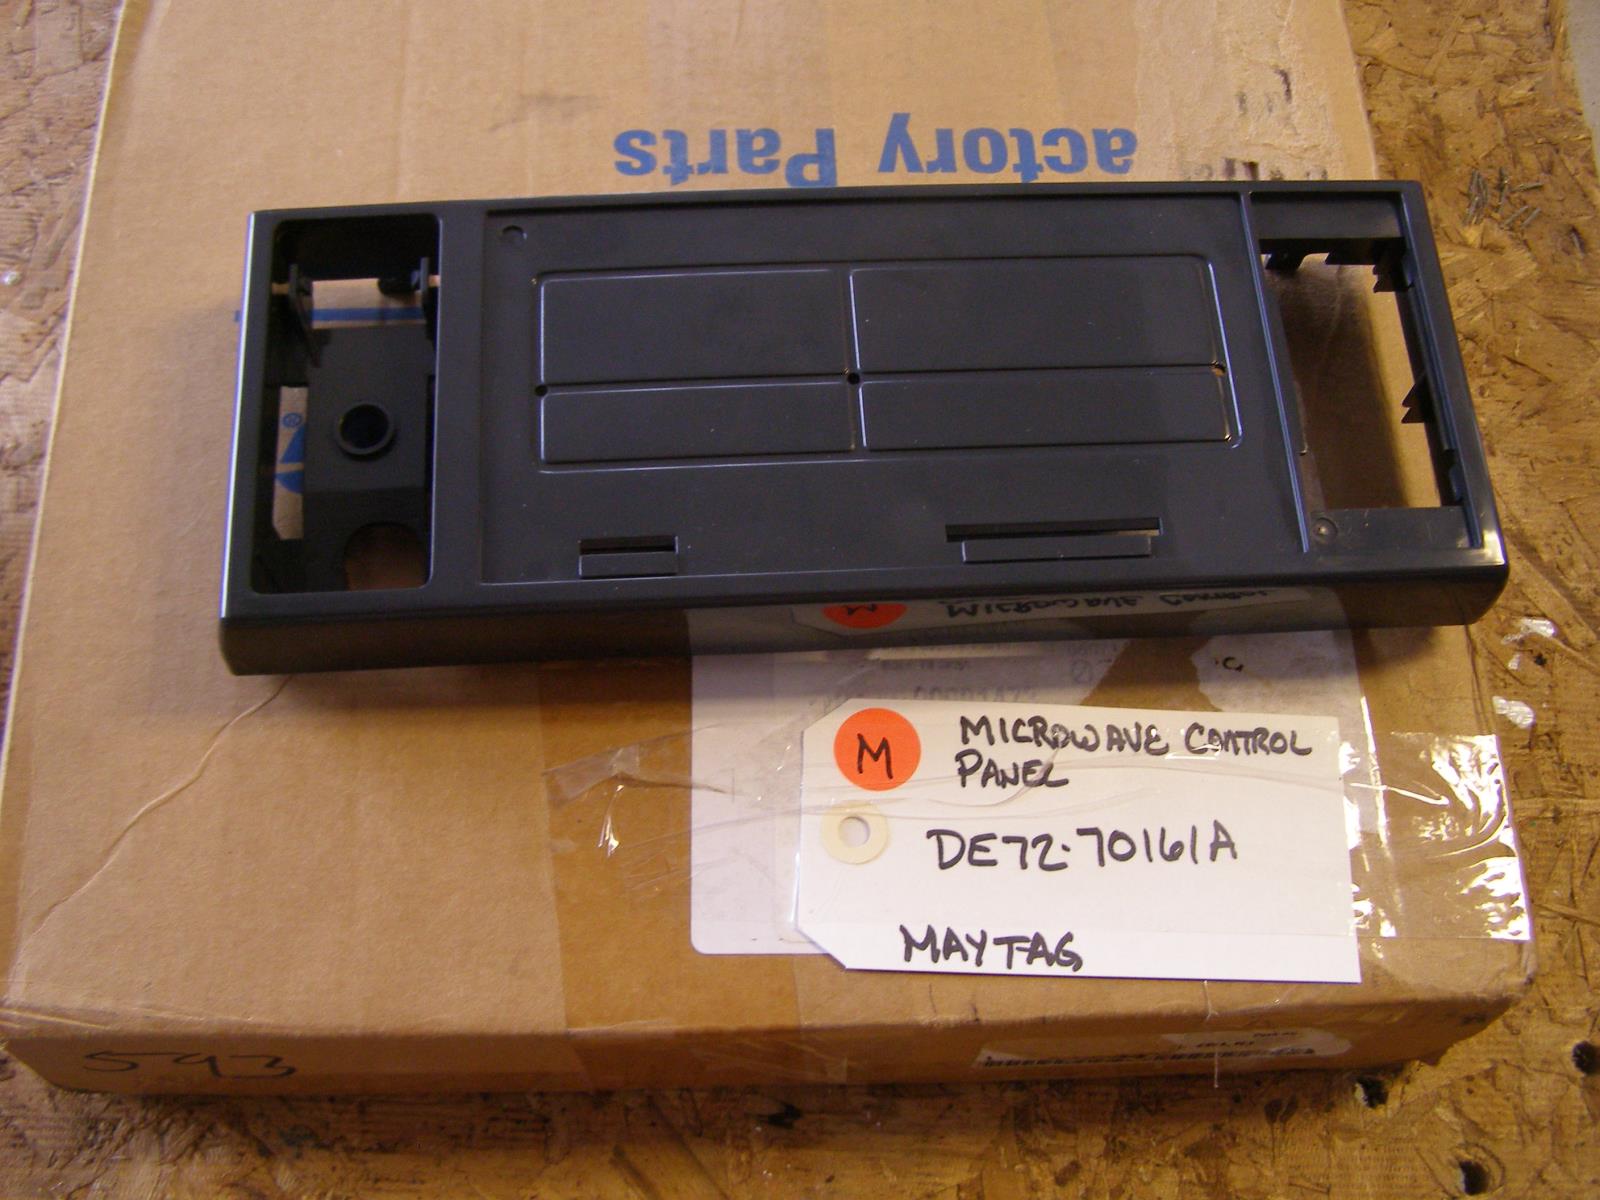 actory Parts
®
M
MICROWAVE CONTROL
PANEL
DE72-70161A
MAYTAG
593